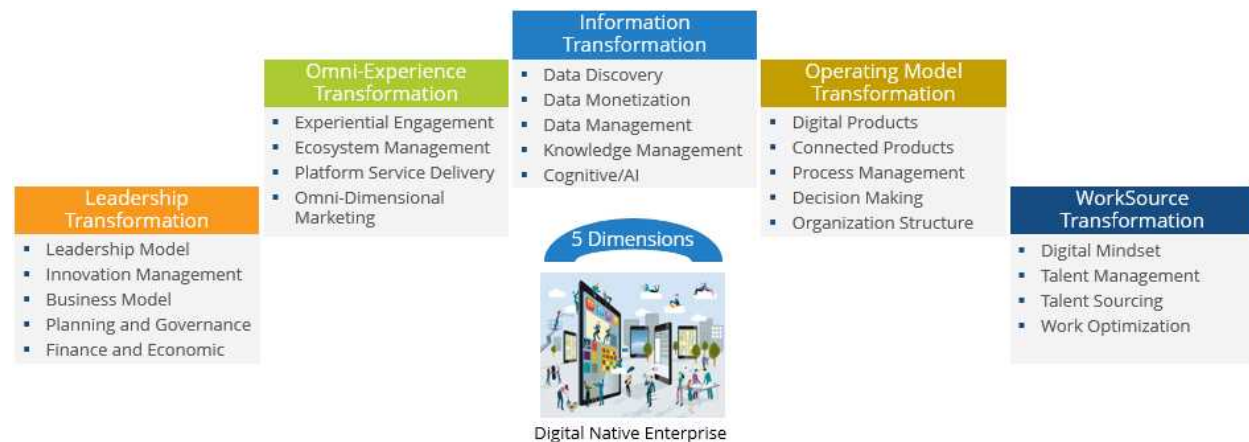 Leadership
Transformation
Leadership Model
Innovation Management
Business Model
Planning and Governance
Finance and Economic
Omni-Experience
Transformation
Experiential Engagement
Ecosystem Management
Platform Service Delivery
Omni-Dimensional
Marketing
Information
Transformation
Data Discovery
Data Monetization
Data Management
Knowledge Management
Cognitive/AI
Operating Model
Transformation
Digital Products
Connected Products
Process Management
Decision Making
Organization Structure
WorkSource
Transformation
Digital Mindset
Talent Management
Talent Sourcing
Work Optimization
5 Dimensions
Digital Native Enterprise